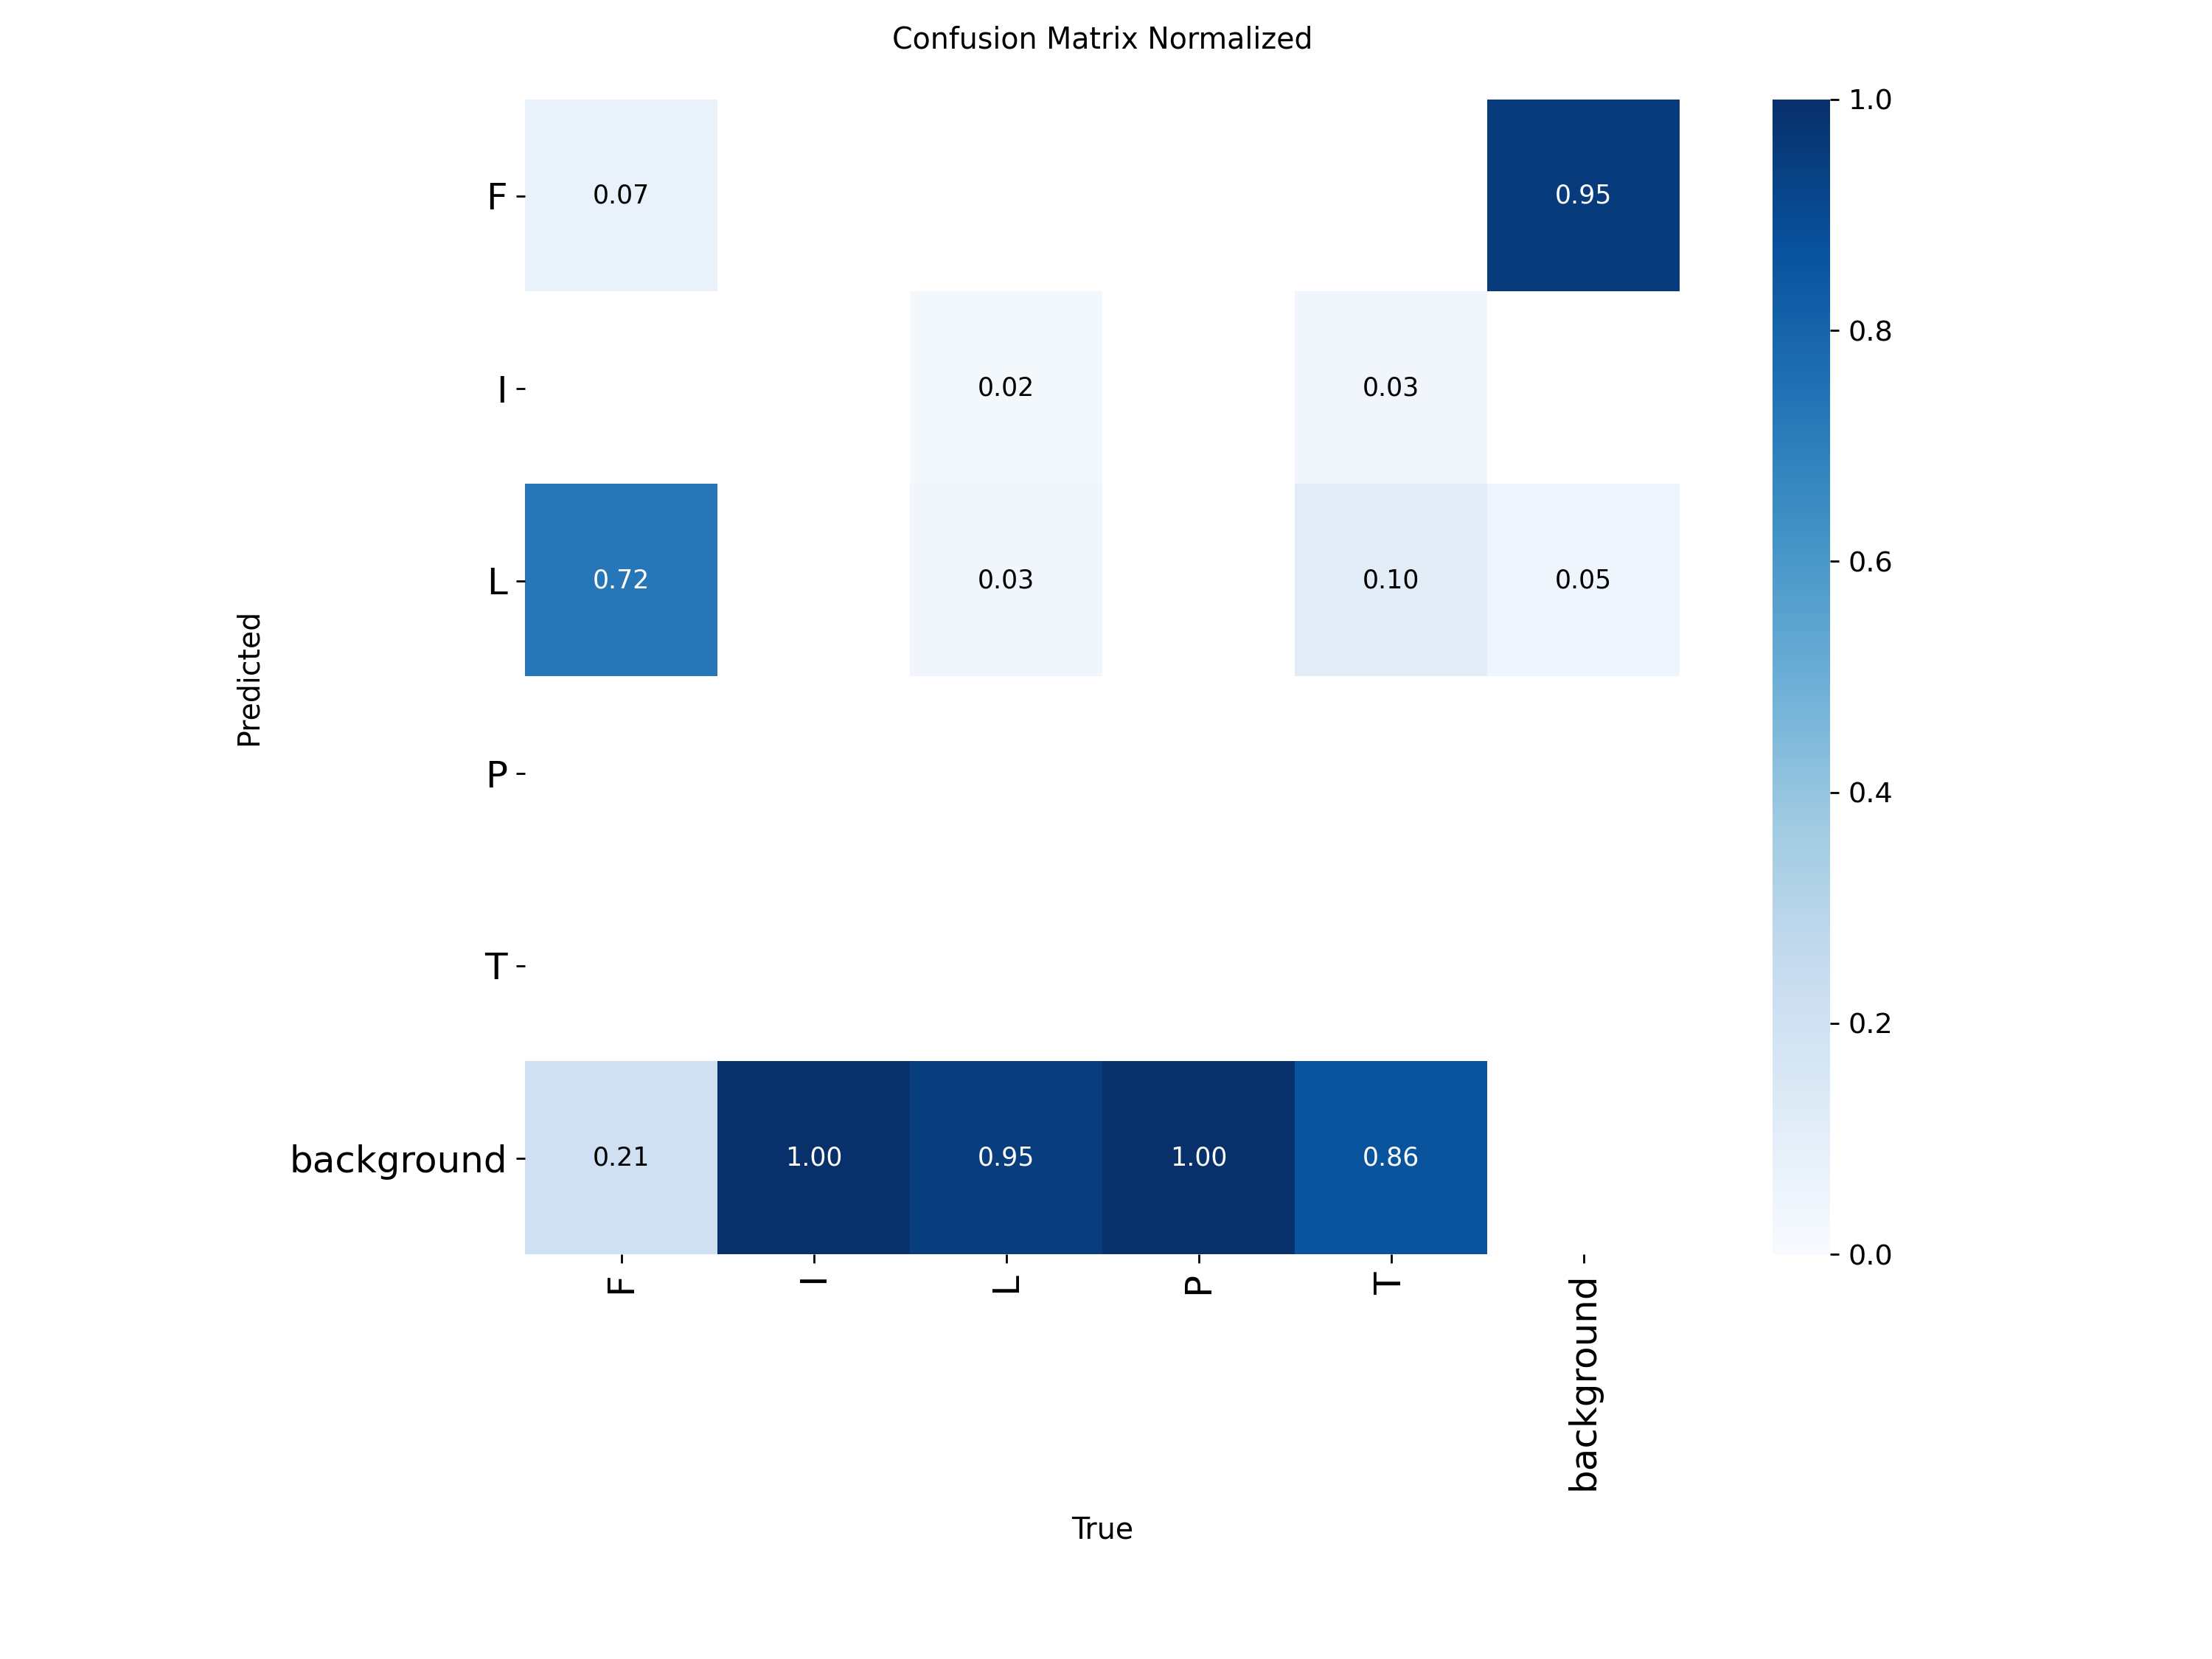 Confusion Matrix Normalized
F 0.07 0.95
I 0.02 0.03
L 0.72 0.03 0.10 0.05
P
T
background 0.21 1.00 0.95 1.00 0.86
F I L P T background
Predicted
True
1.0
0.8
0.6
0.4
0.2
0.0